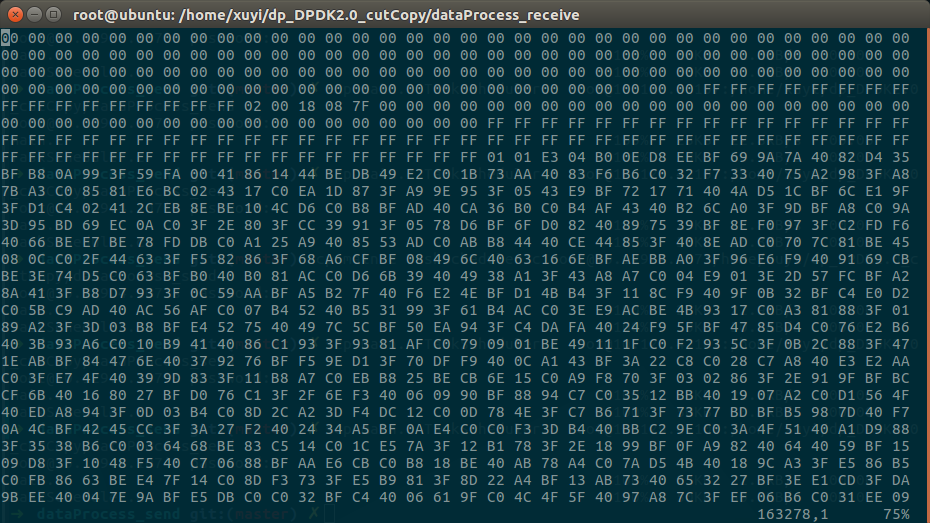 root@ubuntu: /home/xuyi/dp_DPDK2.0_cutCopy/dataProcess_receive
00 00 00 00 00 00 00 00 00 00 00 00 00 00 00 00 00 00 00 00 00 00 00 00 00 00 00 00 00 00 00 00 00 00
00 00 00 00 00 00 00 00 00 00 00 00 00 00 00 00 00 00 00 00 00 00 00 00 00 00 00 00 00 00 00 00 00 00
00 00 00 00 00 00 00 00 00 00 00 00 00 00 00 00 00 00 00 00 00 00 00 00 00 00 00 00 00 00 00 00 00 00
00 00 00 00 00 00 00 00 00 00 00 00 00 00 00 00 00 00 00 00 00 00 00 00 00 00 FF FF FF FF FF FF FF FF
FF FF FF FF FF FF FF FF FF 02 00 18 08 7F 00 00 00 00 00 00 00 00 00 00 00 00 00 00 00 00 00 00 00 00
00 00 00 00 00 00 00 00 00 00 00 00 00 00 00 00 00 00 FF FF FF FF FF FF FF FF FF FF FF FF FF FF FF FF
FF FF FF FF FF FF FF FF FF FF FF FF FF FF FF FF FF FF FF FF FF FF FF FF FF FF FF FF FF FF FF FF FF FF
FF FF FF FF FF FF FF FF FF FF FF FF FF FF FF FF FF FF 01 01 E3 04 B0 0E D8 EE BF 69 9A 7A 40 82 D4 35
BF B8 0A 99 3F 59 FA 00 41 86 14 44 BE DB 49 E2 C0 1B 73 AA 40 83 F6 B6 C0 32 F7 33 40 75 A2 98 3F A8
7B A3 C0 85 81 E6 BC 02 43 17 C0 EA 1D 87 3F A9 9E 95 3F 05 43 E9 BF 72 17 71 40 4A D5 1C BF 6C E1 9F
3F D1 C4 02 41 2C EB 8E BE 10 4C D6 C0 B8 BF AD 40 CA 36 B0 C0 B4 AF 43 40 B2 6C A0 3F 9D BF A8 C0 9A
3D 95 BD 69 EC 0A C0 3F 2E 80 3F CC 39 91 3F 05 78 D6 BF 6F D0 82 40 89 75 39 BF 8E F0 97 3F C2 FD F6
40 66 BE E7 BE 78 FD DB C0 A1 25 A9 40 85 53 AD C0 AB B8 44 40 CE 44 85 3F 40 8E AD C0 70 7C 81 BE 45
08 0C C0 2F 44 63 3F F5 82 86 3F 68 A6 CF BF 08 49 6C 40 63 16 6E BF AE BB A0 3F 96 E6 F9 40 91 69 CB
BE 3E 74 D5 C0 63 BF B0 40 B0 81 AC C0 D6 6B 39 40 49 38 A1 3F 43 A8 A7 C0 04 E9 01 3E 2D 57 FC BF A2
8A 41 3F B8 D7 93 3F 0C 59 AA BF A5 B2 7F 40 F6 E2 4E BF D1 4B B4 3F 11 8C F9 40 9F 0B 32 BF C4 E0 D2
C0 5B C9 AD 40 AC 56 AF C0 07 B4 52 40 B5 31 99 3F 61 B4 AC C0 3E E9 AC BE 4B 93 17 C0 A3 81 88 3F 01
89 A2 3F 3D 03 B8 BF E4 52 75 40 49 7C 5C BF 50 EA 94 3F C4 DA FA 40 24 F9 5F BF 47 85 D4 C0 76 E2 B6
40 3B 93 A6 C0 10 B9 41 40 86 C1 93 3F 93 81 AF C0 79 09 01 BE 49 11 1F C0 F2 93 5C 3F 0B 2C 88 3F 47
1E AB BF 84 47 6E 40 37 92 76 BF F5 9E D1 3F 70 DF F9 40 0C A1 43 BF 3A 22 C8 C0 28 C7 A8 40 E3 E2 AA
C0 3F E7 4F 40 39 9D 83 3F 11 B8 A7 C0 EB B8 25 BE CB 6E 15 C0 A9 F8 70 3F 03 02 86 3F 2E 91 9F BF BC
CF 6B 40 16 80 27 BF D0 76 C1 3F 2F 6E F3 40 06 09 90 BF 88 94 C7 C0 35 12 BB 40 19 07 A2 C0 D1 56 4F
40 ED A8 94 3F 0D 03 B4 C0 8D 2C A2 3D F4 DC 12 C0 0D 78 4E 3F C7 B6 71 3F 73 77 BD BF B5 98 7D 40 F7
0A 4C BF 42 45 CC 3F 3A 27 F2 40 24 34 A5 BF 0A E4 C0 C0 F3 3D B4 40 BB C2 9E C0 3A 4F 51 40 A1 D9 88
3F 35 38 B6 C0 03 64 68 BE 83 C5 14 C0 1C E5 7A 3F 12 B1 78 3F 2E 18 99 BF 0F A9 82 40 64 40 59 BF 15
09 D8 3F 10 48 F5 40 C7 06 88 BF AA E6 CB C0 B8 18 BE 40 AB 78 A4 C0 7A D5 4B 40 18 9C A3 3F E5 86 B5
C0 FB 86 63 BE E4 7F 14 C0 8D F3 73 3F E5 B9 81 3F 8D 22 A4 BF 13 AB 73 40 65 32 27 BF 3E E1 CD 3F DA
9B EE 40 04 7E 9A BF E5 DB C0 C0 32 BF C4 40 06 61 9F C0 4C 4F 5F 40 97 A8 7C 3F EF 06 B6 C0 31 EE 09
163278,1 75%